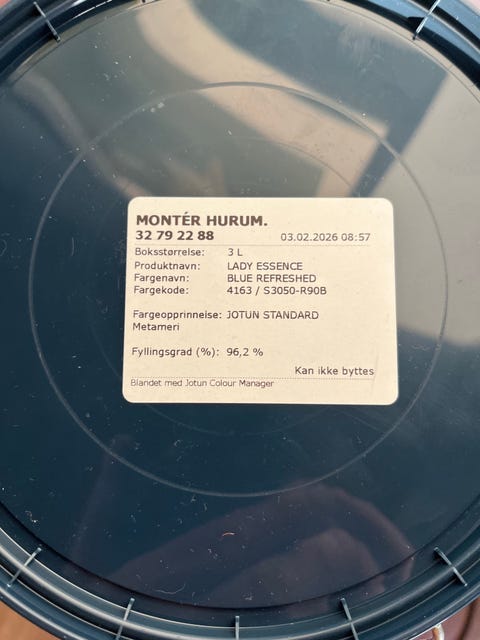 MONTÉR HURUM.
32 79 22 88 03.02.2026 08:57
Boksstørrelse: 3 L
Produktnavn: LADY ESSENCE
Fargenavn: BLUE REFRESHED
Fargekode: 4163 / S3050-R90B
Fargeopprinnelse: JOTUN STANDARD
Metameri
Fyllingsgrad (%): 96,2 %
Kan ikke byttes
Blandet med Jotun Colour Manager